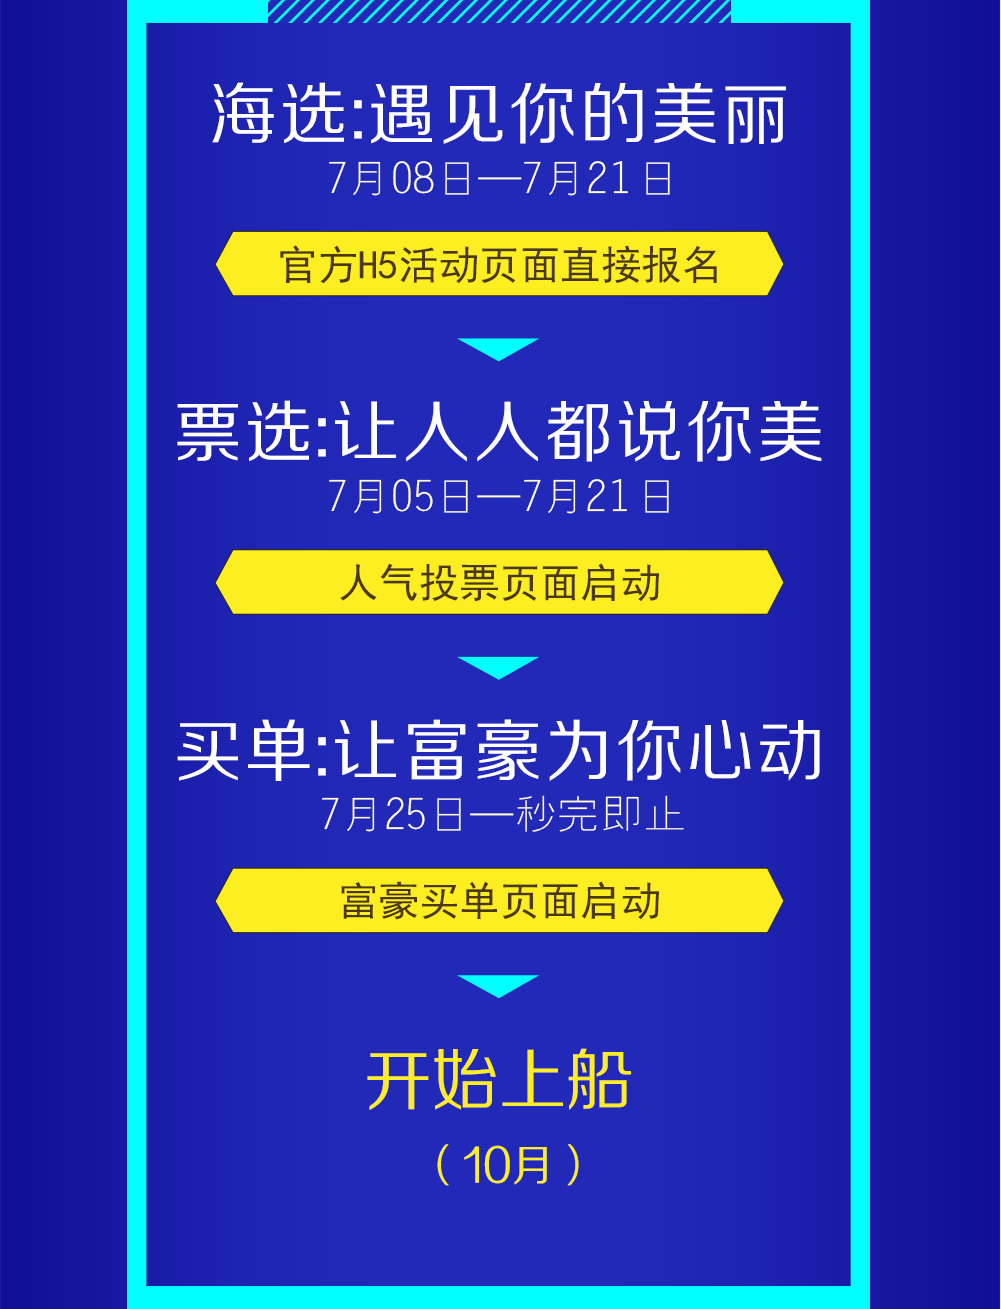 海选:遇见你的美丽
7月08日—7月21日
官方H5活动页面直接报名
票选:让人人都说你美
7月05日—7月21日
人气投票页面启动
买单:让富豪为你心动
7月25日—秒完即止
富豪买单页面启动
开始上船
（10月）